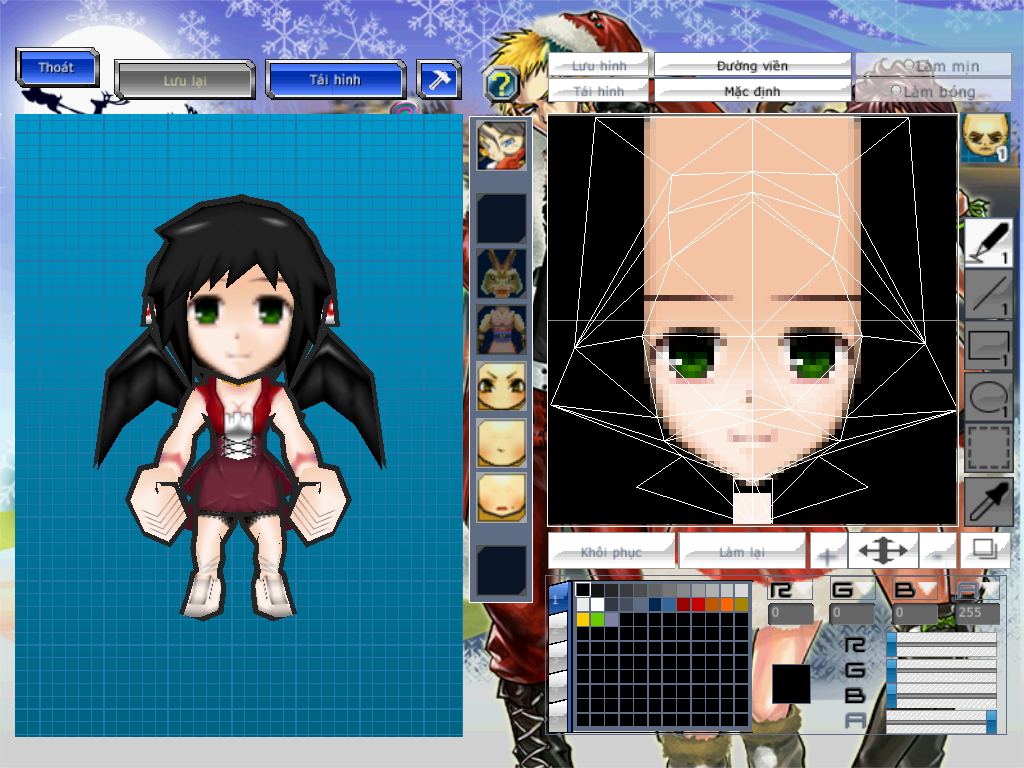 Thoát
Lưu lại
Tải hình
?
Lưu hình
Đường viền
Làm mịn
Tải hình
Mặc định
Làm bóng
1
1
1
1
1
Khôi phục
Làm lại
+
-
1
R G B A
0 0 0 255
R
G
B
A